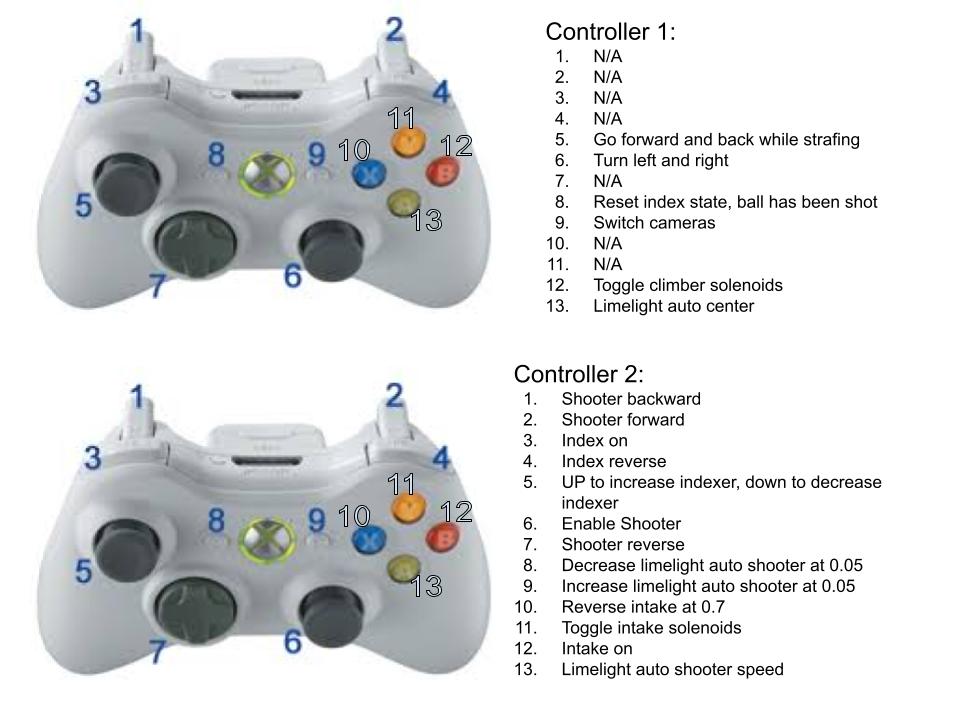 1
2
3
4
11
8
9
10
12
Y
X
B
A
5
13
6
7
Controller 1:
1. N/A
2. N/A
3. N/A
4. N/A
5. Go forward and back while strafing
6. Turn left and right
7. N/A
8. Reset index state, ball has been shot
9. Switch cameras
10. N/A
11. N/A
12. Toggle climber solenoids
13. Limelight auto center
1
2
3
4
11
8
9
10
12
Y
X
B
A
5
13
6
7
Controller 2:
1. Shooter backward
2. Shooter forward
3. Index on
4. Index reverse
5. UP to increase indexer, down to decrease
indexer
6. Enable Shooter
7. Shooter reverse
8. Decrease limelight auto shooter at 0.05
9. Increase limelight auto shooter at 0.05
10. Reverse intake at 0.7
11. Toggle intake solenoids
12. Intake on
13. Limelight auto shooter speed